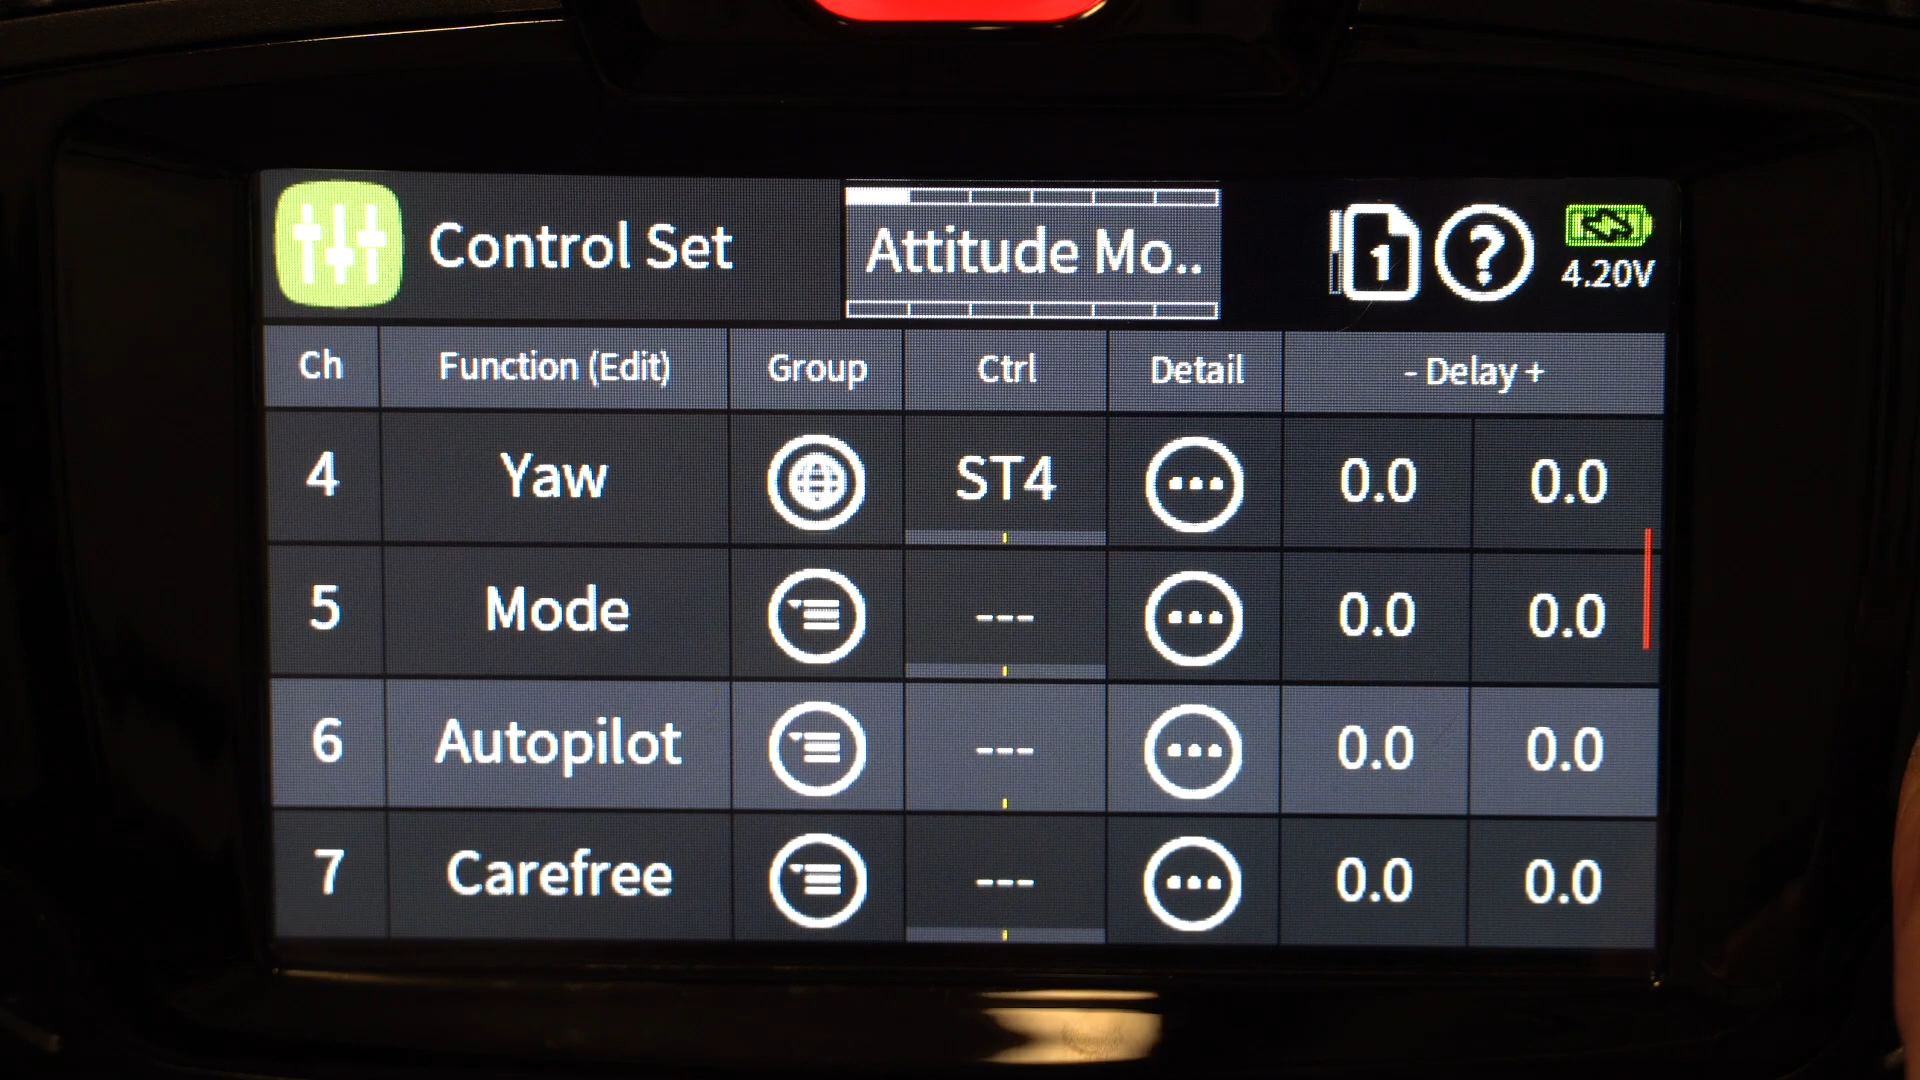 Control Set
Attitude Mo..
1
?
4.20V
Ch Function (Edit) Group Ctrl Detail - Delay +
4 Yaw ST4 0.0 0.0
5 Mode --- 0.0 0.0
6 Autopilot --- 0.0 0.0
7 Carefree --- 0.0 0.0